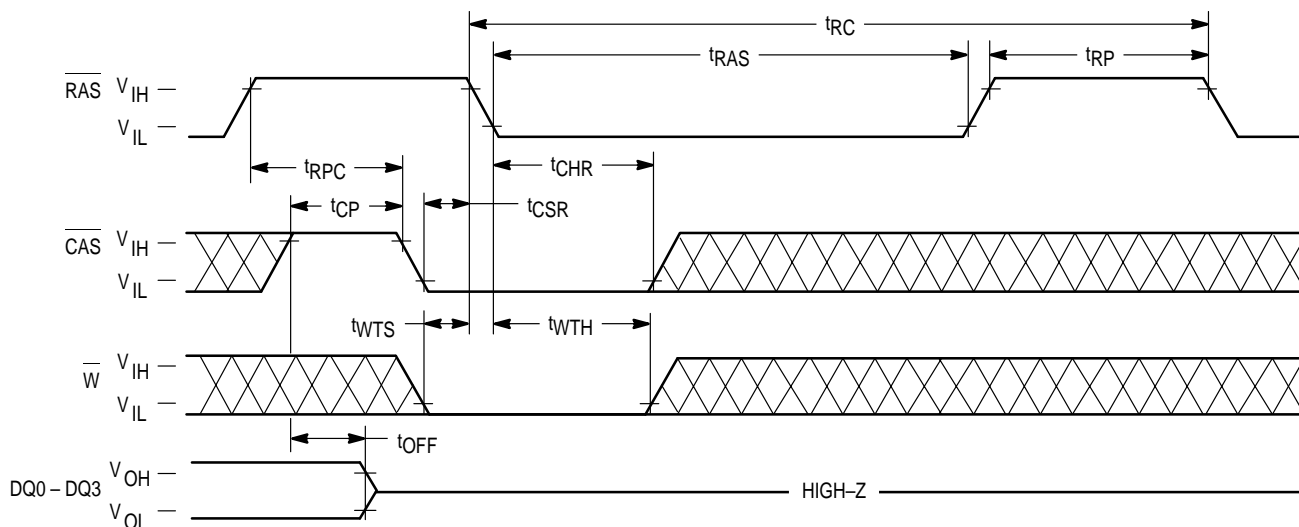 tRC
tRAS
tRP
RAS
VIH
VIL
tRPC
tCHR
tCP
tCSR
CAS
VIH
VIL
tWTS
tWTH
W
VIH
VIL
tOFF
VOH
DQ0 – DQ3
HIGH–Z
VOL